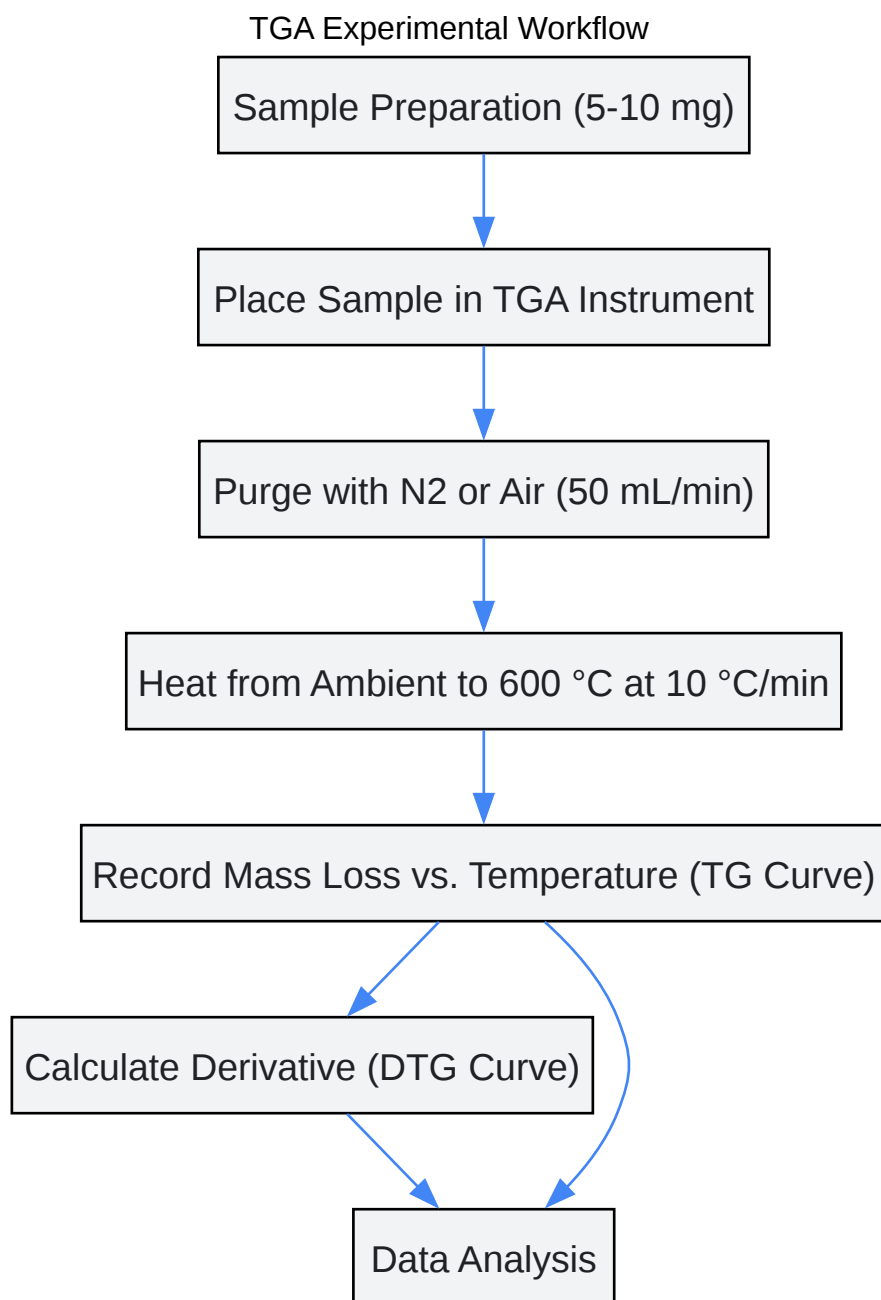 TGA Experimental Workflow
Sample Preparation (5-10 mg)
Place Sample in TGA Instrument
Purge with N2 or Air (50 mL/min)
Heat from Ambient to 600 °C at 10 °C/min
Record Mass Loss vs. Temperature (TG Curve)
Calculate Derivative (DTG Curve)
Data Analysis